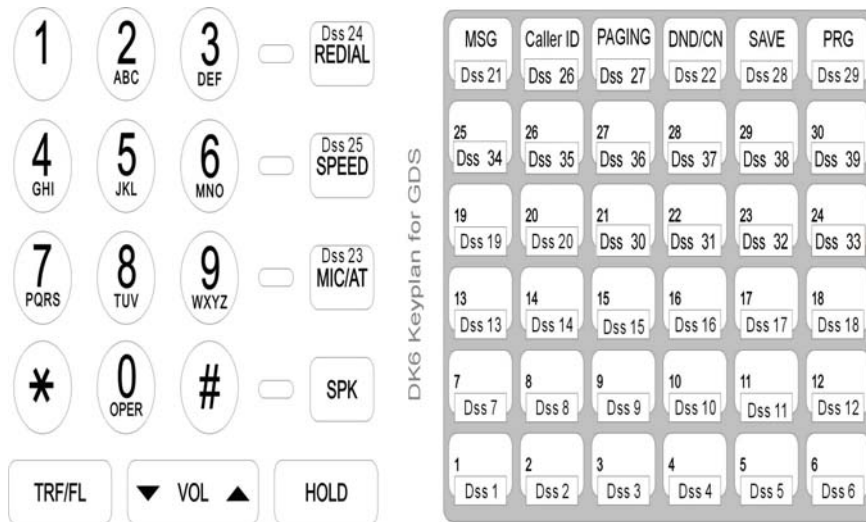 1
2
ABC
3
DEF
Dss 24
REDIAL
4
GHI
5
JKL
6
MNO
Dss 25
SPEED
7
PQRS
8
TUV
9
WXYZ
Dss 23
MIC/AT
*
0
OPER
#
SPK
TRF/FL
▼ VOL ▲
HOLD
DK6 Keyplan for GDS
MSG Caller ID PAGING DND/CN SAVE PRG
Dss 21 Dss 26 Dss 27 Dss 22 Dss 28 Dss 29
25 26 27 28 29 30
Dss 34 Dss 35 Dss 36 Dss 37 Dss 38 Dss 39
19 20 21 22 23 24
Dss 19 Dss 20 Dss 30 Dss 31 Dss 32 Dss 33
13 14 15 16 17 18
Dss 13 Dss 14 Dss 15 Dss 16 Dss 17 Dss 18
7 8 9 10 11 12
Dss 7 Dss 8 Dss 9 Dss 10 Dss 11 Dss 12
1 2 3 4 5 6
Dss 1 Dss 2 Dss 3 Dss 4 Dss 5 Dss 6